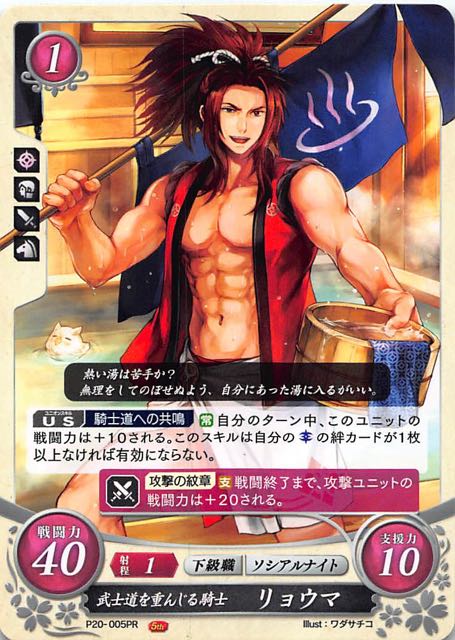 1
熱い湯は苦手か?
無理をしてのぼせぬよう、自分にあった湯に入るがいい。
ユニオンスキル
US 騎士道への共鳴 常 自分のターン中、このユニットの
戦闘力は+10される。このスキルは自分の の絆カードが1枚
以上なければ有効にならない。
攻撃の紋章 支 戦闘終了まで、攻撃ユニットの
戦闘力は+20される。
戦闘力
40
射程 1
下級職
ソシアルナイト
支援力
10
武士道を重んじる騎士 リョウマ
P20-005PR 5th Illust:ワダサチコ